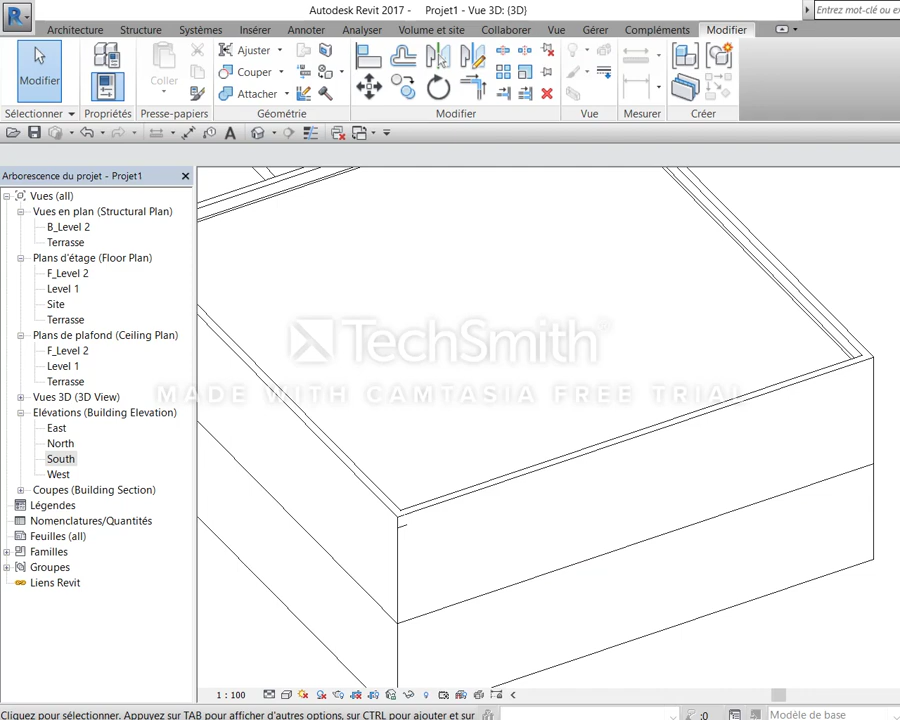 Autodesk Revit 2017 - Projet1 - Vue 3D: {3D}
Entrez mot-clé ou ex
Architecture Structure Systèmes Insérer Annoter Analyser Volume et site Collaborer Vue Gérer Compléments Modifier
Modifier
Coller
Ajuster
Couper
Attacher
Sélectionner Propriétés Presse-papiers Géométrie Modifier Vue Mesurer Créer
Arborescence du projet - Projet1
Vues (all)
Vues en plan (Structural Plan)
B_Level 2
Terrasse
Plans d'étage (Floor Plan)
F_Level 2
Level 1
Site
Terrasse
Plans de plafond (Ceiling Plan)
F_Level 2
Level 1
Terrasse
Vues 3D (3D View)
Elévations (Building Elevation)
East
North
South
West
Coupes (Building Section)
Légendes
Nomenclatures/Quantités
Feuilles (all)
Familles
Groupes
Liens Revit
TechSmith®
MADE WITH CAMTASIA FREE TRIAL
1 : 100
Cliquez pour sélectionner. Appuyez sur TAB pour afficher d'autres options, sur CTRL pour ajouter et sur
:0
Modèle de base